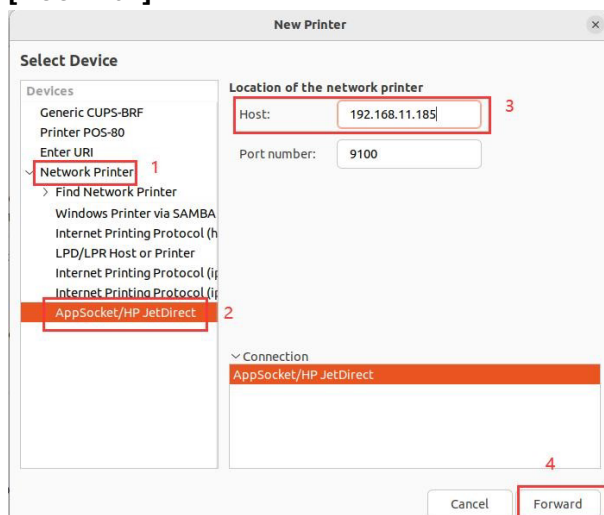 New Printer
Select Device
Devices
Generic CUPS-BRF
Printer POS-80
Enter URI
Network Printer
1
Find Network Printer
Windows Printer via SAMBA
Internet Printing Protocol (h
LPD/LPR Host or Printer
Internet Printing Protocol (ip
Internet Printing Protocol (ip
AppSocket/HP JetDirect
2
Location of the network printer
Host: 192.168.11.185
3
Port number: 9100
Connection
AppSocket/HP JetDirect
4
Cancel Forward